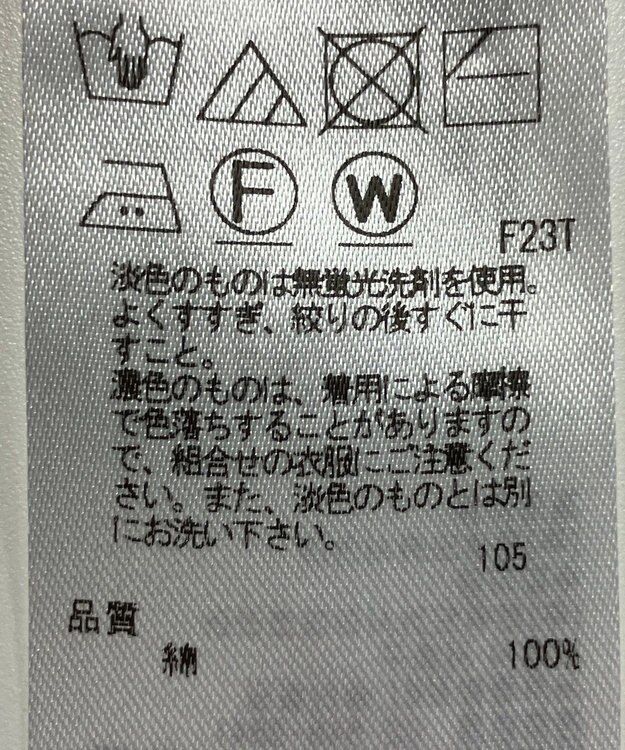 F
W
F23T
淡色のものは無蛍光洗剤を使用。
よくすすぎ、絞りの後すぐに干
すこと。
濃色のものは、着用による摩擦
で色落ちすることがありますの
で、組合せの衣服にご注意くだ
さい。また、淡色のものとは別
にお洗い下さい。
105
品質
綿 100%